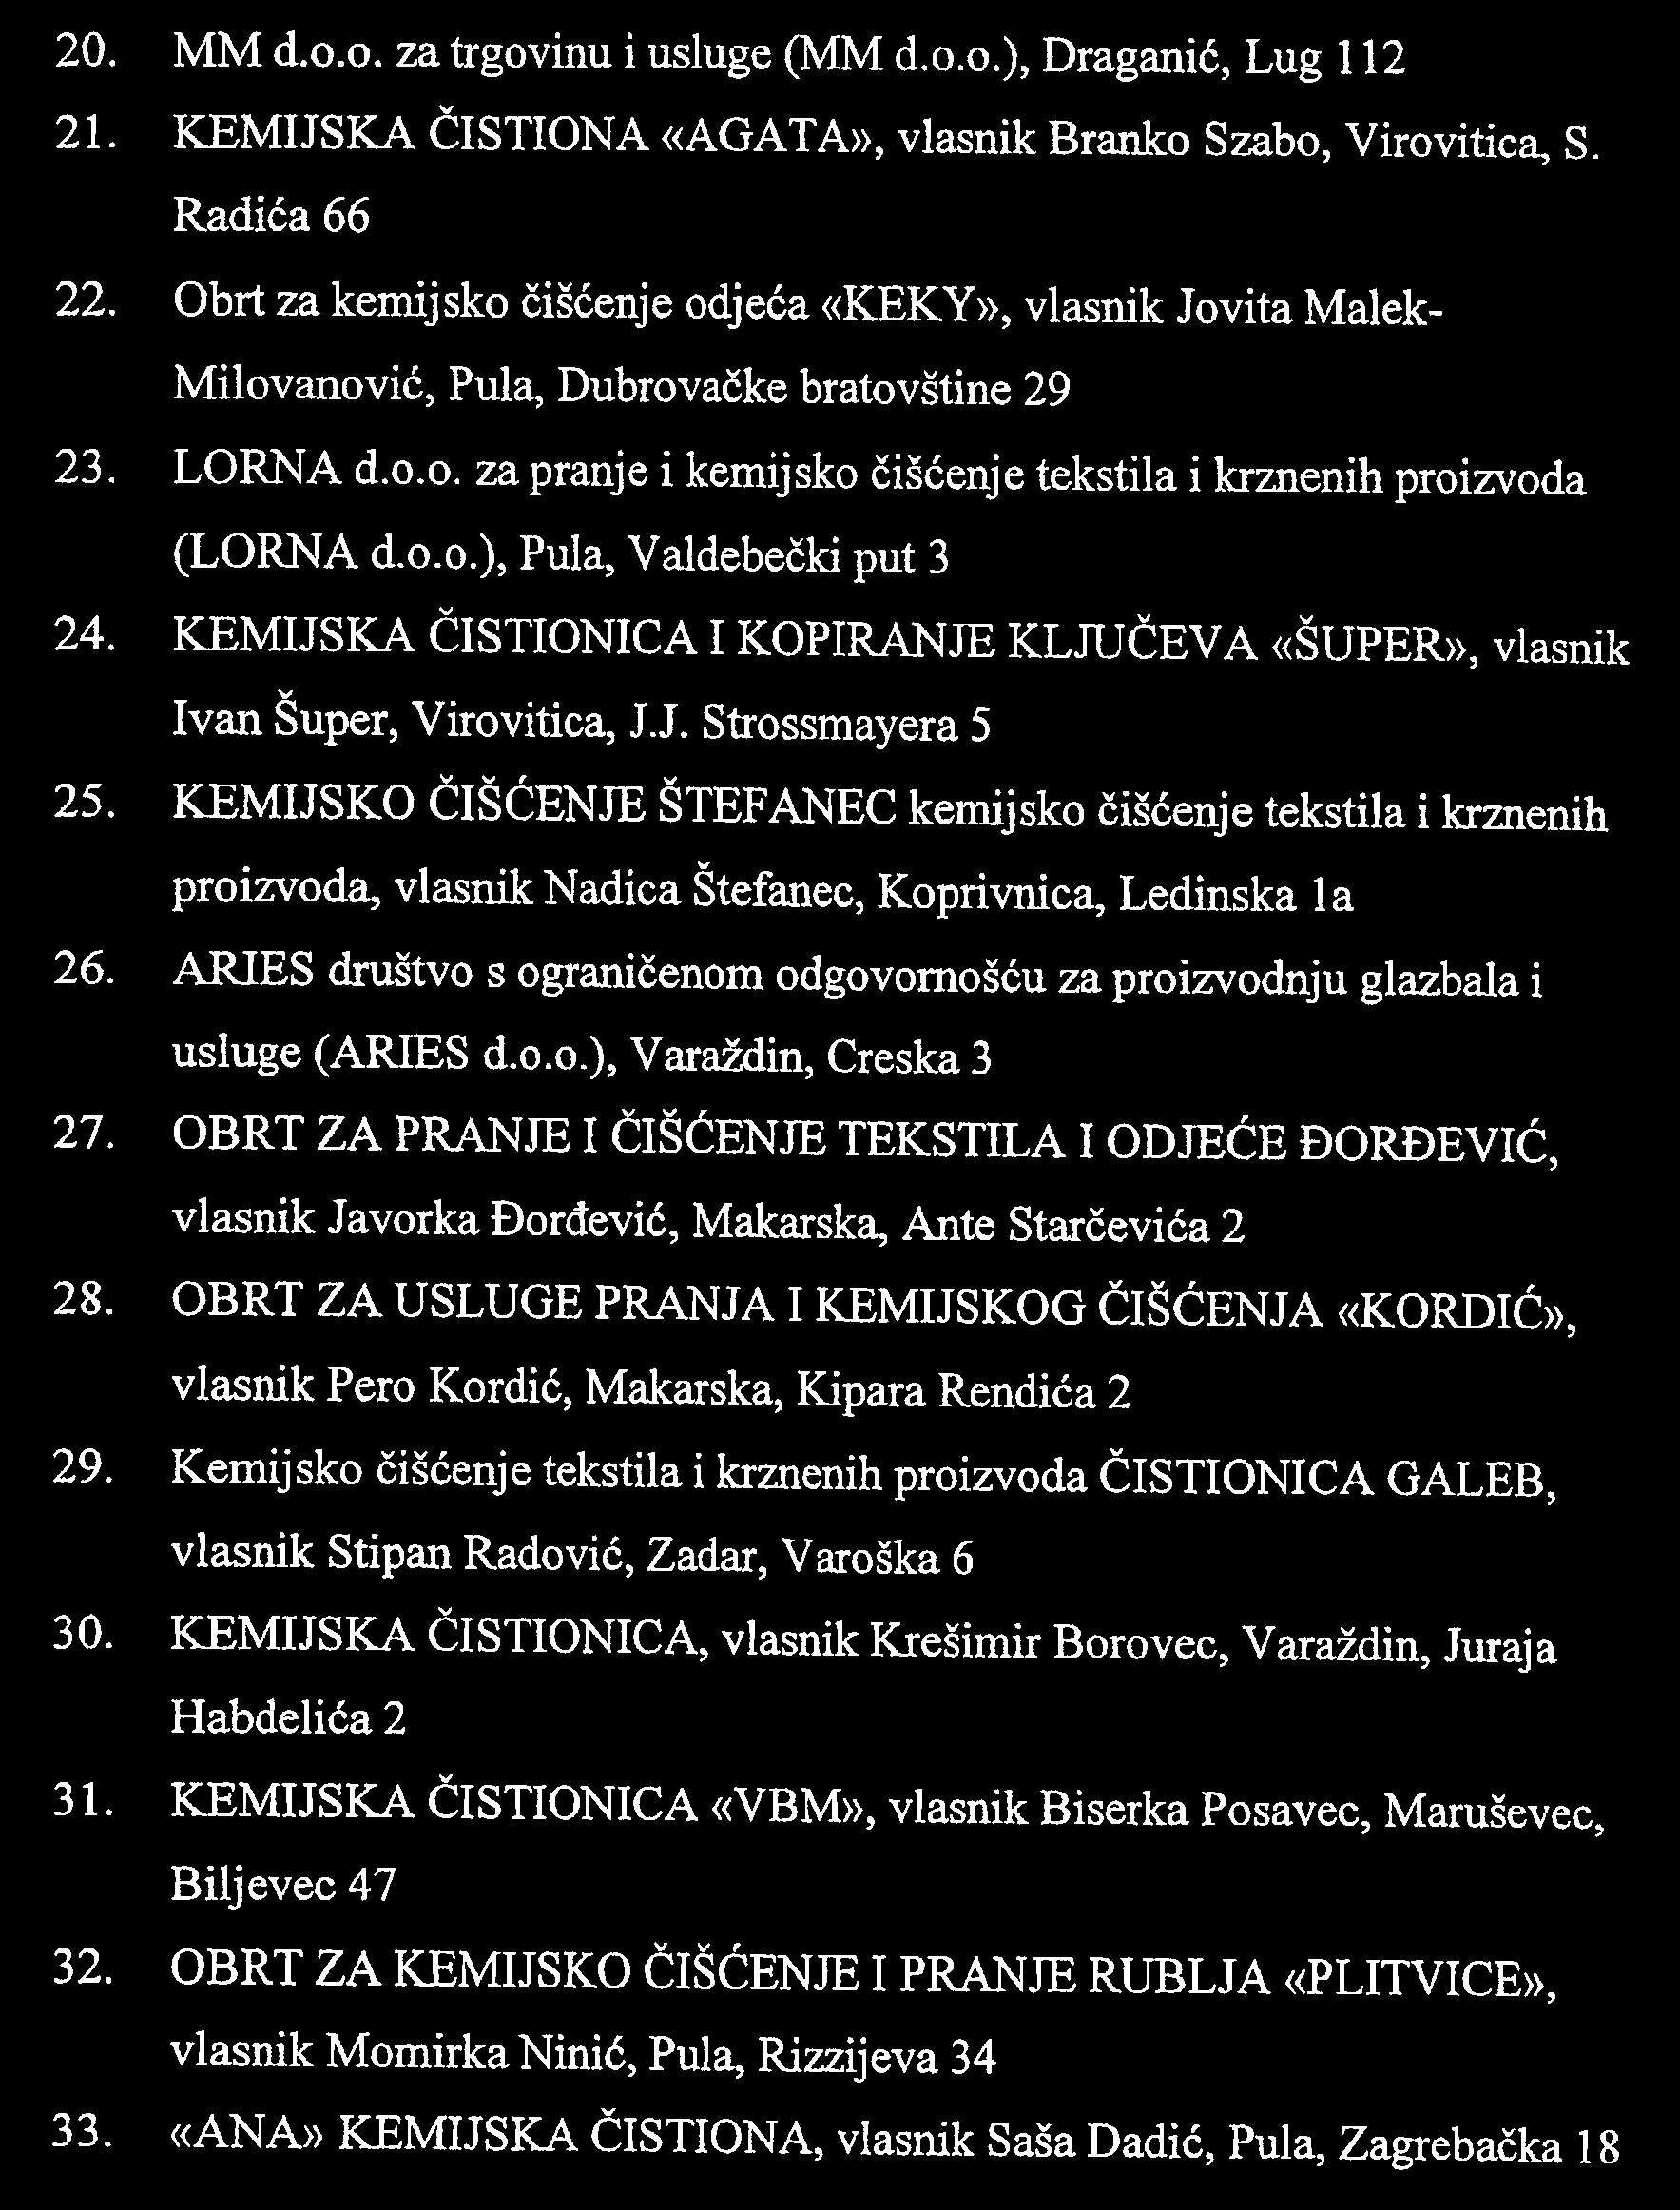 20. MM d.o.o. za trgovinu i usluge (MM d.o.o.), Draganić, Lug 112
21. KEMIJSKA ČISTIONA «AGATA», vlasnik Branko Szabo, Virovitica, S.
Radića 66
22. Obrt za kemijsko čišćenje odjeća «KEKY», vlasnik Jovita Malek-
Milovanović, Pula, Dubrovačke bratovštine 29
23. LORNA d.o.o. za pranje i kemijsko čišćenje tekstila i krznenih proizvoda
(LORNA d.o.o.), Pula, Valdebečki put 3
24. KEMIJSKA ČISTIONICA I KOPIRANJE KLJUČEVA «ŠUPER», vlasnik
Ivan Šuper, Virovitica, J.J. Strossmayera 5
25. KEMIJSKO ČIŠĆENJE ŠTEFANEC kemijsko čišćenje tekstila i krznenih
proizvoda, vlasnik Nadica Štefanec, Koprivnica, Ledinska 1a
26. ARIES društvo s ograničenom odgovornošću za proizvodnju glazbala i
usluge (ARIES d.o.o.), Varaždin, Creska 3
27. OBRT ZA PRANJE I ČIŠĆENJE TEKSTILA I ODJEĆE ĐORĐEVIĆ,
vlasnik Javorka Đorđević, Makarska, Ante Starčevića 2
28. OBRT ZA USLUGE PRANJA I KEMIJSKOG ČIŠĆENJA «KORDIĆ»,
vlasnik Pero Kordić, Makarska, Kipara Rendića 2
29. Kemijsko čišćenje tekstila i krznenih proizvoda ČISTIONICA GALEB,
vlasnik Stipan Radović, Zadar, Varoška 6
30. KEMIJSKA ČISTIONICA, vlasnik Krešimir Borovec, Varaždin, Juraja
Habdelića 2
31. KEMIJSKA ČISTIONICA «VBM», vlasnik Biserka Posavec, Maruševec,
Biljevec 47
32. OBRT ZA KEMIJSKO ČIŠĆENJE I PRANJE RUBLJA «PLITVICE»,
vlasnik Momirka Ninić, Pula, Rizzijeva 34
33. «ANA» KEMIJSKA ČISTIONA, vlasnik Saša Dadić, Pula, Zagrebačka 18